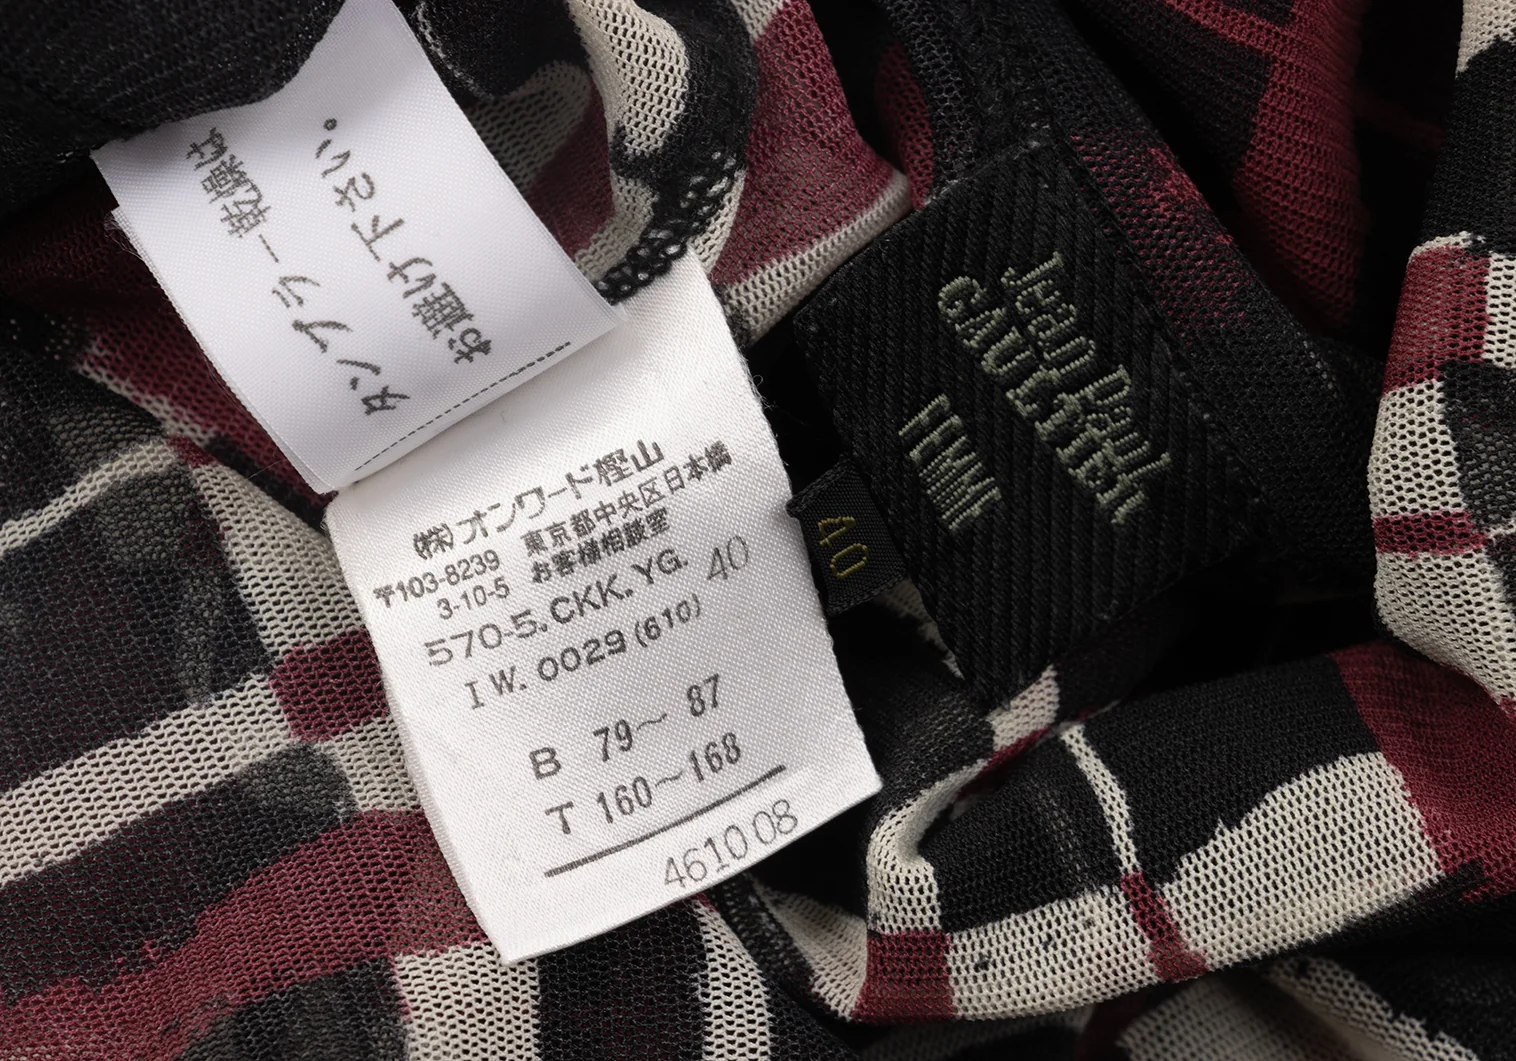 タンブラー乾燥は、
お避け下さい。
(株)オンワード樫山
〒103-8239 東京都中央区日本橋
3-10-5 お客様相談室
570-5.CKK.YG. 40
IW.0029(610)
B 79〜87
T 160〜168
461008
Jean Paul
GAULTIER
FEMME
40